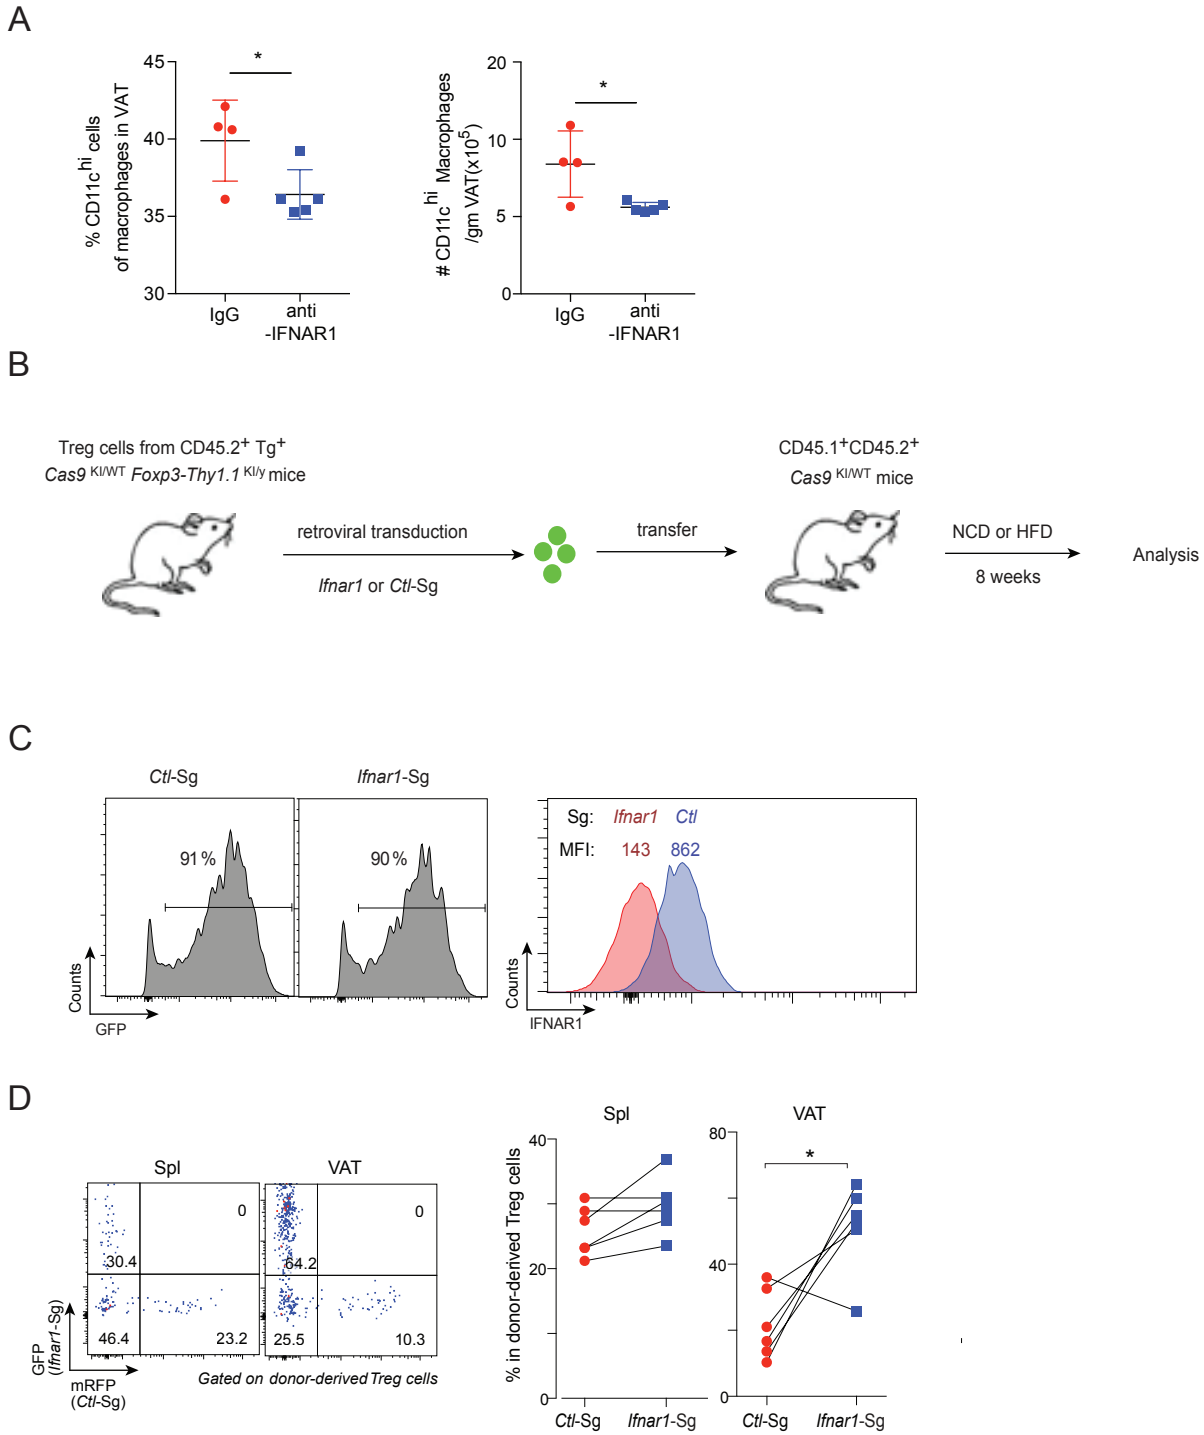 A
45
40
35
30
% CD11chi cells
of macrophages in VAT
*
IgG
anti
-IFNAR1
20
10
5
0
# CD11chi Macrophages
/gm VAT(x105)
*
IgG
anti
-IFNAR1
B
Treg cells from CD45.2+ Tg+
Cas9 KI/WT Foxp3-Thy1.1 KI/y mice
retroviral transduction
Ifnar1 or Ctl-Sg
transfer
CD45.1+CD45.2+
Cas9 KI/WT mice
NCD or HFD
8 weeks
Analysis
C
Ctl-Sg
Ifnar1-Sg
91 %
90 %
Counts
GFP
Sg: Ifnar1 Ctl
MFI: 143 862
Counts
IFNAR1
D
Spl
VAT
0
30.4
46.4
23.2
0
64.2
25.5
10.3
GFP
(Ifnar1-Sg)
mRFP
(Ctl-Sg)
Gated on donor-derived Treg cells
Spl
VAT
% in donor-derived Treg cells
40
20
0
Ctl-Sg
Ifnar1-Sg
80
40
0
*
Ctl-Sg
Ifnar1-Sg